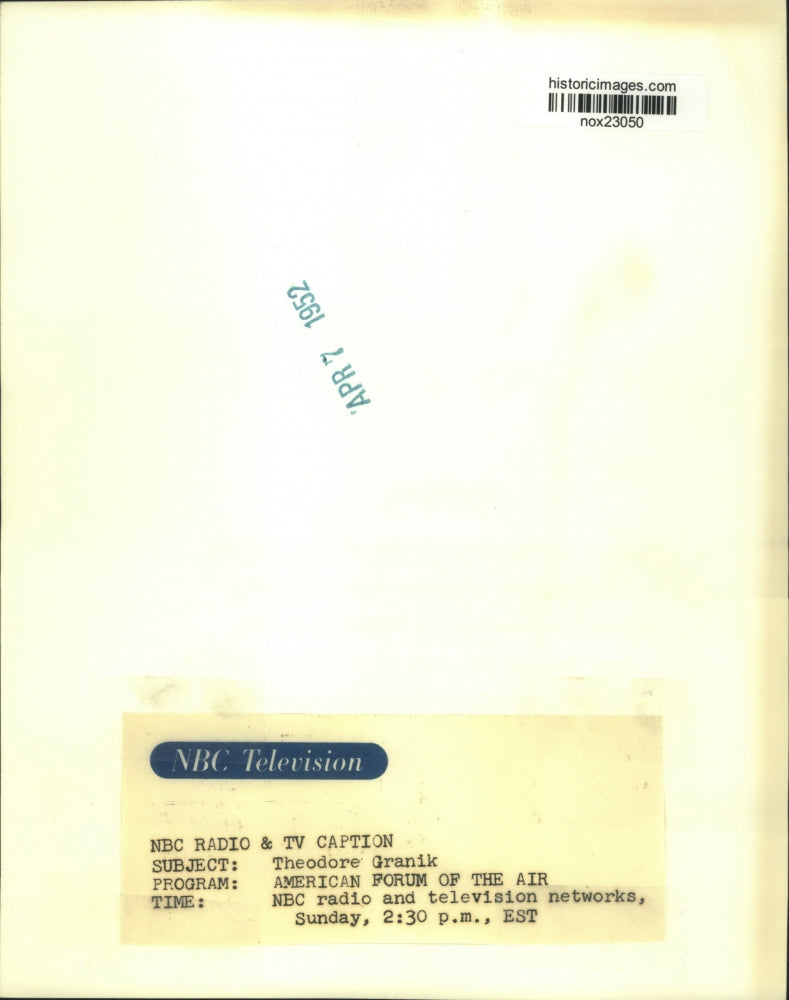 historicimages.com
nox23050
APR 7 1952
NBC Television
NBC RADIO & TV CAPTION
SUBJECT: Theodore Granik
PROGRAM: AMERICAN FORUM OF THE AIR
TIME: NBC radio and television networks,
Sunday, 2:30 p.m., EST